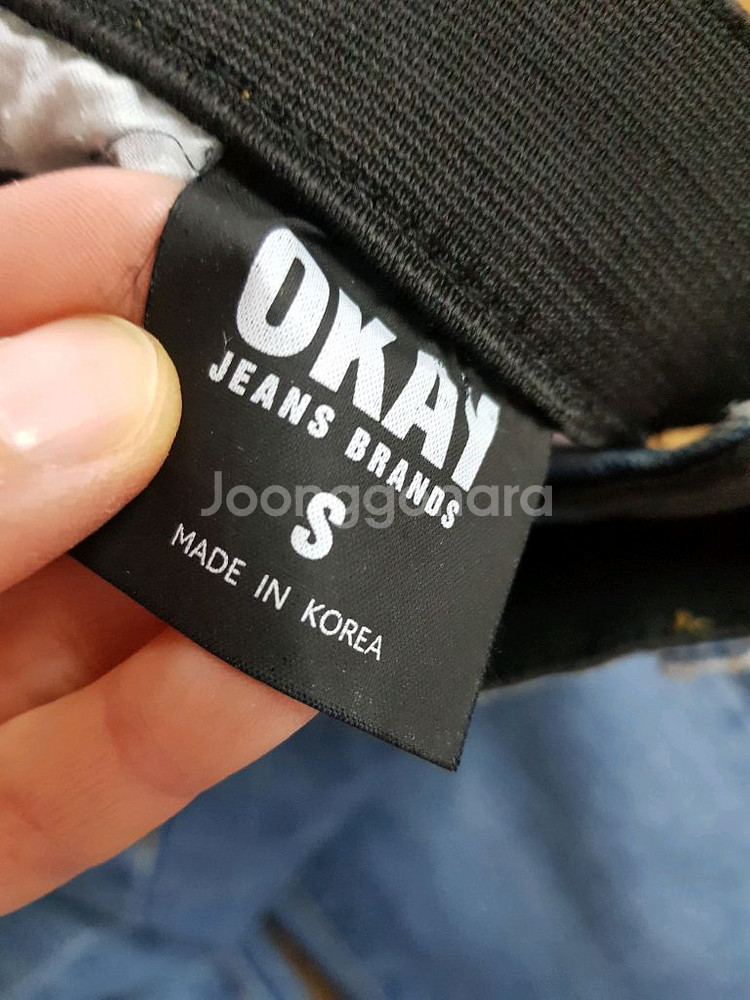 OKAY
JEANS BRANDS
Joonggonara
S
MADE IN KOREA